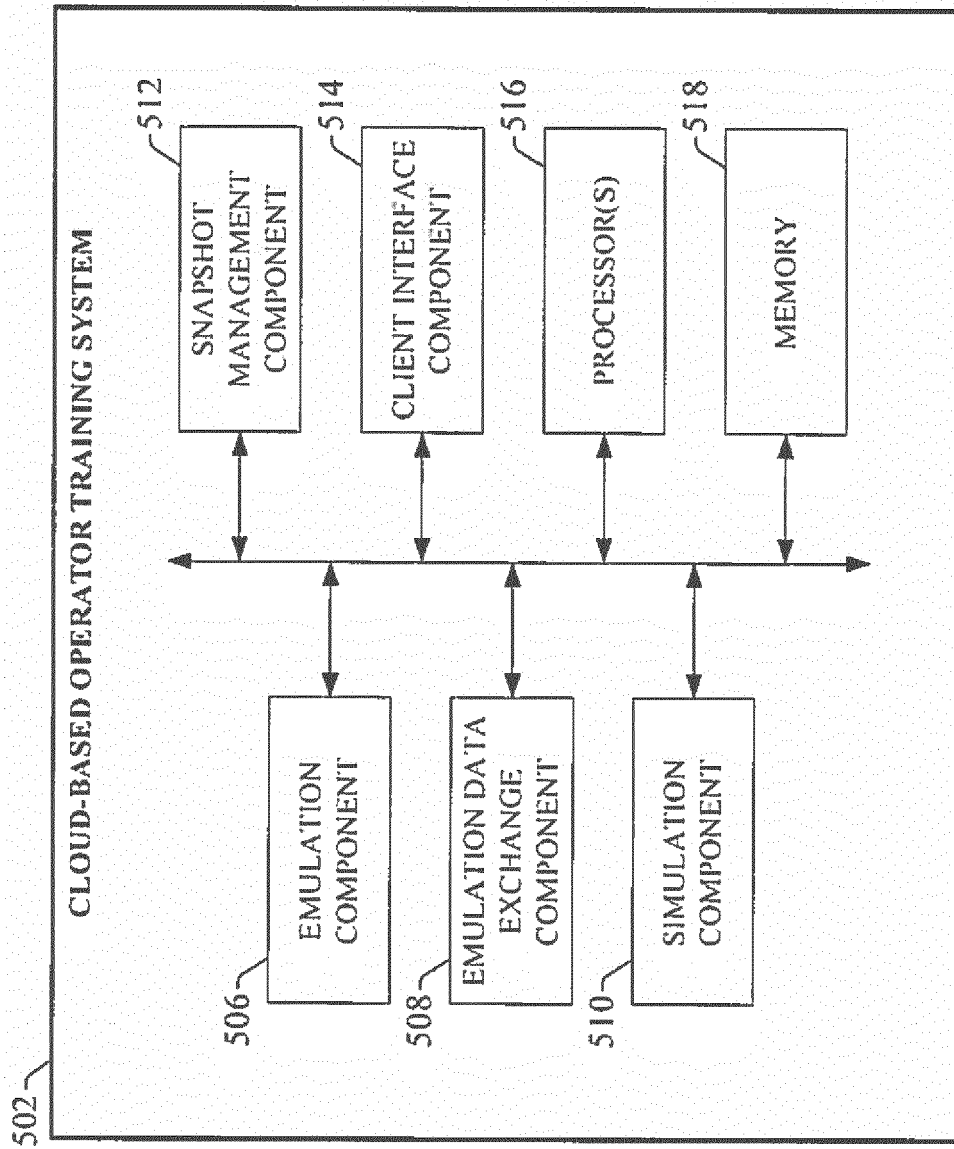 502
CLOUD-BASED OPERATOR TRAINING SYSTEM
506
EMULATION
COMPONENT
508
EMULATION DATA
EXCHANGE
COMPONENT
510
SIMULATION
COMPONENT
512
SNAPSHOT
MANAGEMENT
COMPONENT
514
CLIENT INTERFACE
COMPONENT
516
PROCESSOR(S)
518
MEMORY